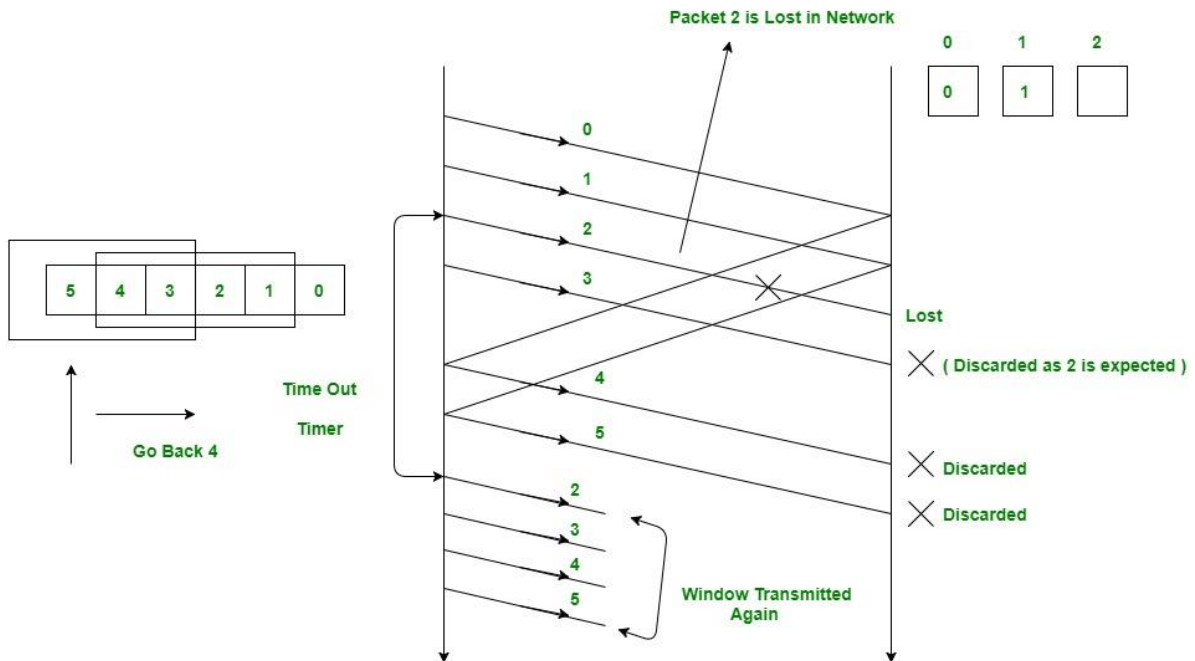 Packet 2 is Lost in Network
0 1 2
0 1
0
1
2
3
5 4 3 2 1 0
Lost
( Discarded as 2 is expected )
Time Out
Timer
4
Go Back 4
5
Discarded
Discarded
2
3
4
5
Window Transmitted
Again